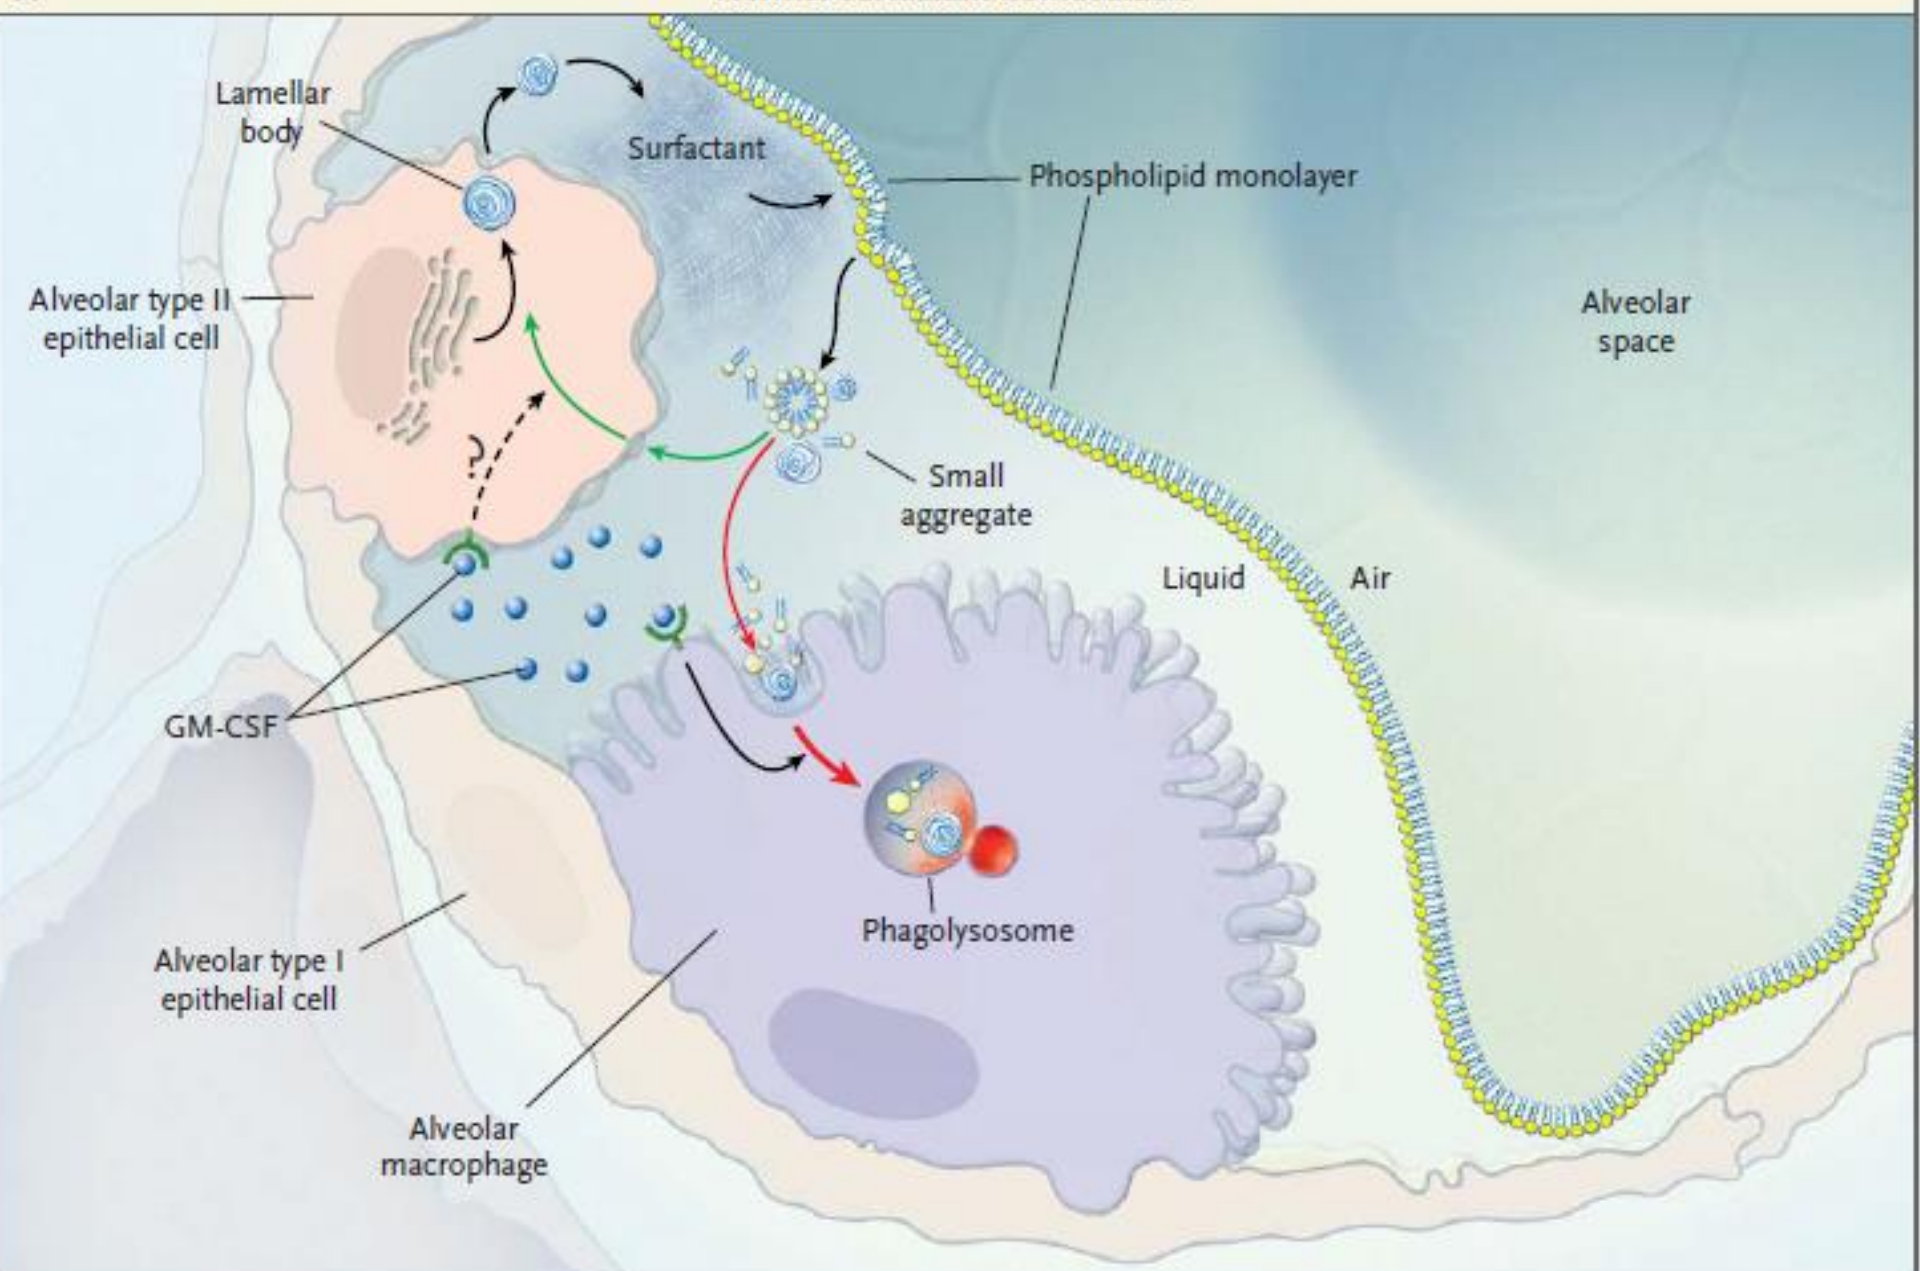 Lamellar
body
Surfactant
Phospholipid monolayer
Alveolar type II
epithelial cell
Alveolar
space
?
Small
aggregate
Liquid
Air
GM-CSF
Phagolysosome
Alveolar type I
epithelial cell
Alveolar
macrophage